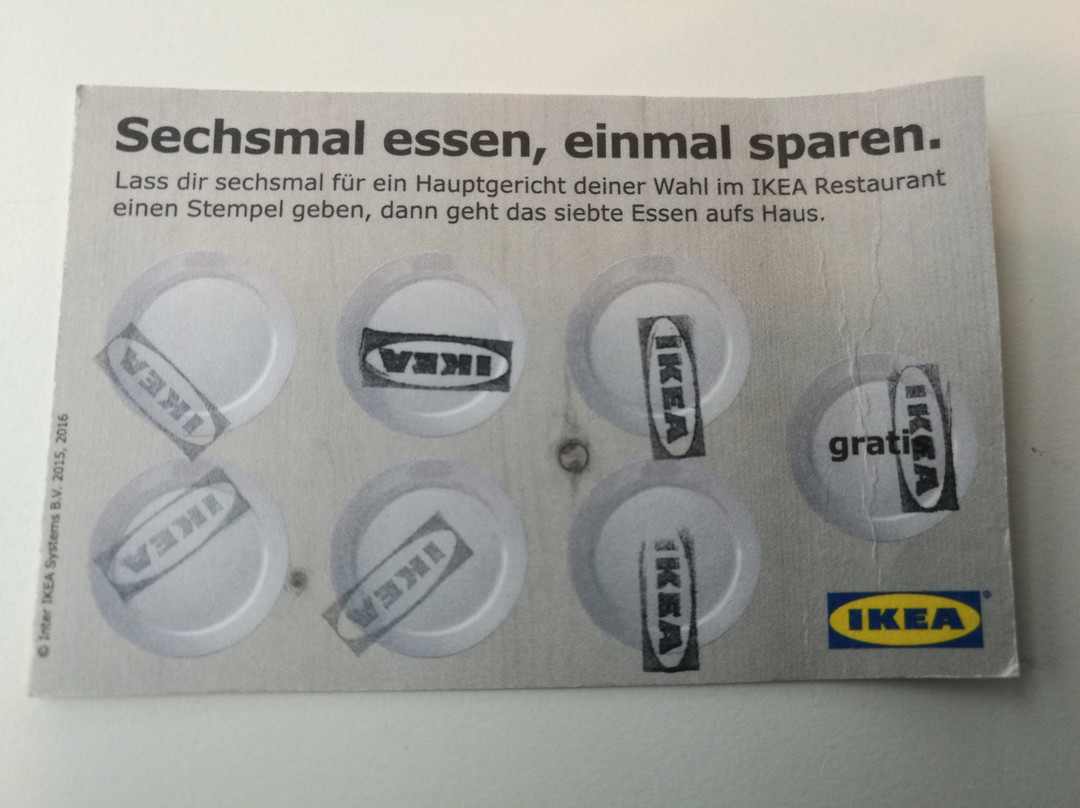 Sechsmal essen, einmal sparen.
Lass dir sechsmal für ein Hauptgericht deiner Wahl im IKEA Restaurant
einen Stempel geben, dann geht das siebte Essen aufs Haus.
IKEA
IKEA
IKEA
IKEA
IKEA
IKEA
gratis
IKEA
IKEA®
© Inter IKEA Systems B.V. 2015, 2016